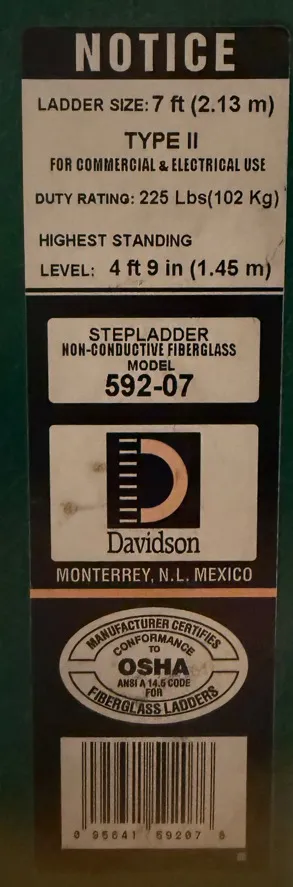 NOTICE
LADDER SIZE: 7 ft (2.13 m)
TYPE II
FOR COMMERCIAL & ELECTRICAL USE
DUTY RATING: 225 Lbs(102 Kg)
HIGHEST STANDING
LEVEL: 4 ft 9 in (1.45 m)
STEPLADDER
NON-CONDUCTIVE FIBERGLASS
MODEL
592-07
D
Davidson
MONTERREY, N.L. MEXICO
MANUFACTURER CERTIFIES
CONFORMANCE
TO
OSHA
ANSI A 14.5 CODE
FOR
FIBERGLASS LADDERS
0 95641 59207 6